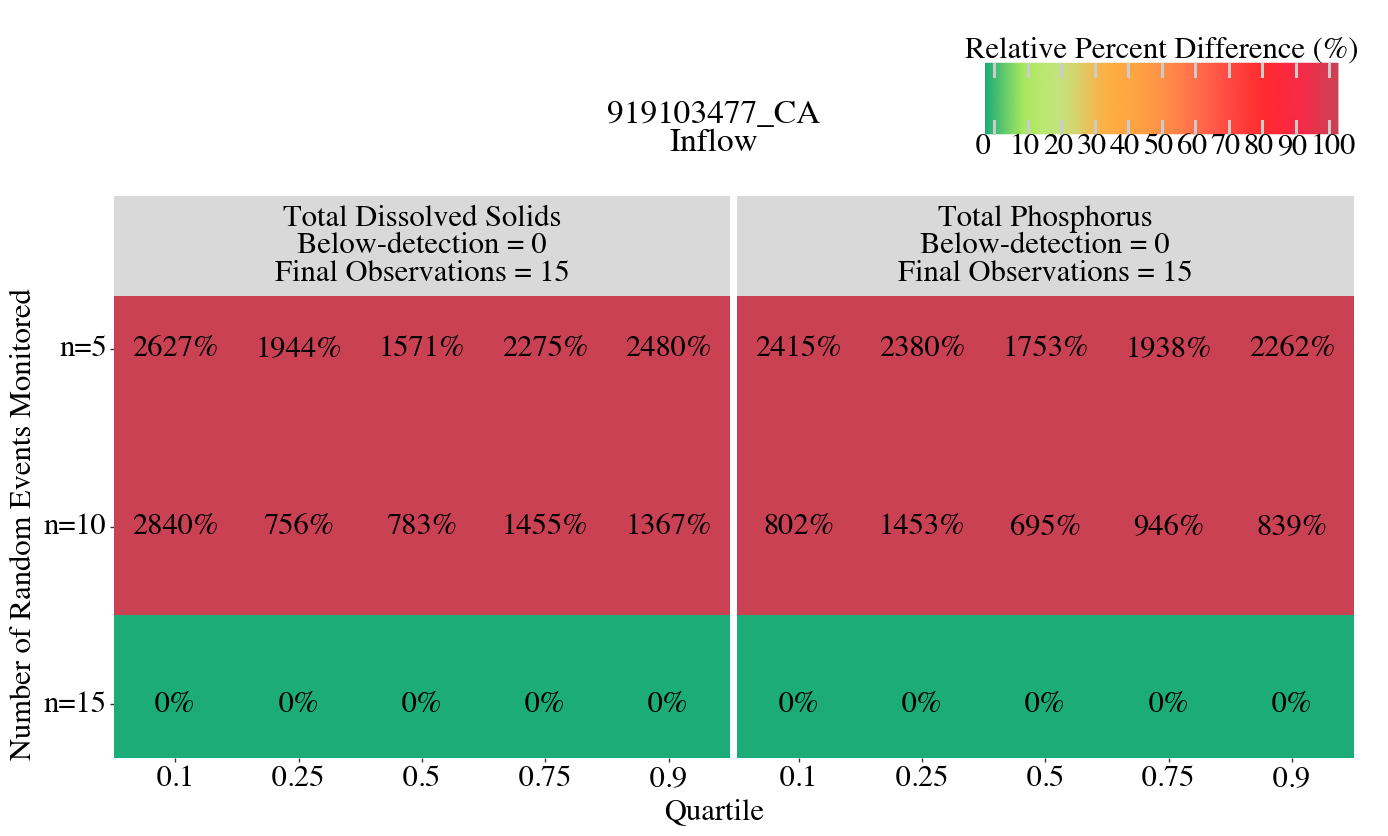 Relative Percent Difference (%)
0 10 20 30 40 50 60 70 80 90 100
919103477_CA
Inflow
Total Dissolved Solids
Below-detection = 0
Final Observations = 15
Total Phosphorus
Below-detection = 0
Final Observations = 15
Number of Random Events Monitored
n=5 2627% 1944% 1571% 2275% 2480% 2415% 2380% 1753% 1938% 2262%
n=10 2840% 756% 783% 1455% 1367% 802% 1453% 695% 946% 839%
n=15 0% 0% 0% 0% 0% 0% 0% 0% 0% 0%
0.1 0.25 0.5 0.75 0.9 0.1 0.25 0.5 0.75 0.9
Quartile